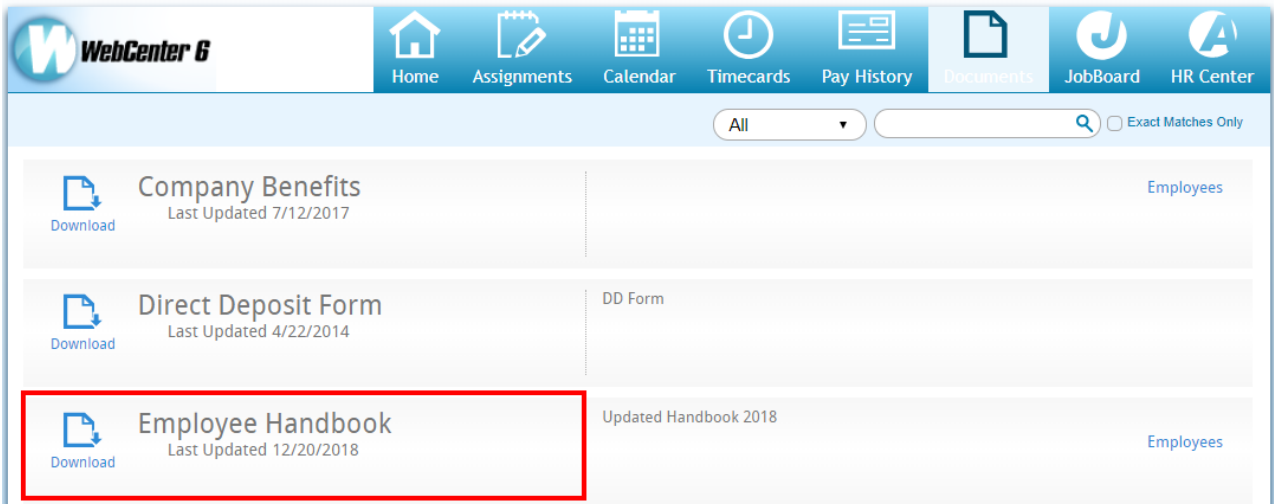 WebCenter 6
Home Assignments Calendar Timecards Pay History Documents JobBoard HR Center
All Exact Matches Only
Company Benefits
Last Updated 7/12/2017
Download
Employees
Direct Deposit Form
Last Updated 4/22/2014
Download
DD Form
Employee Handbook
Last Updated 12/20/2018
Download
Updated Handbook 2018
Employees